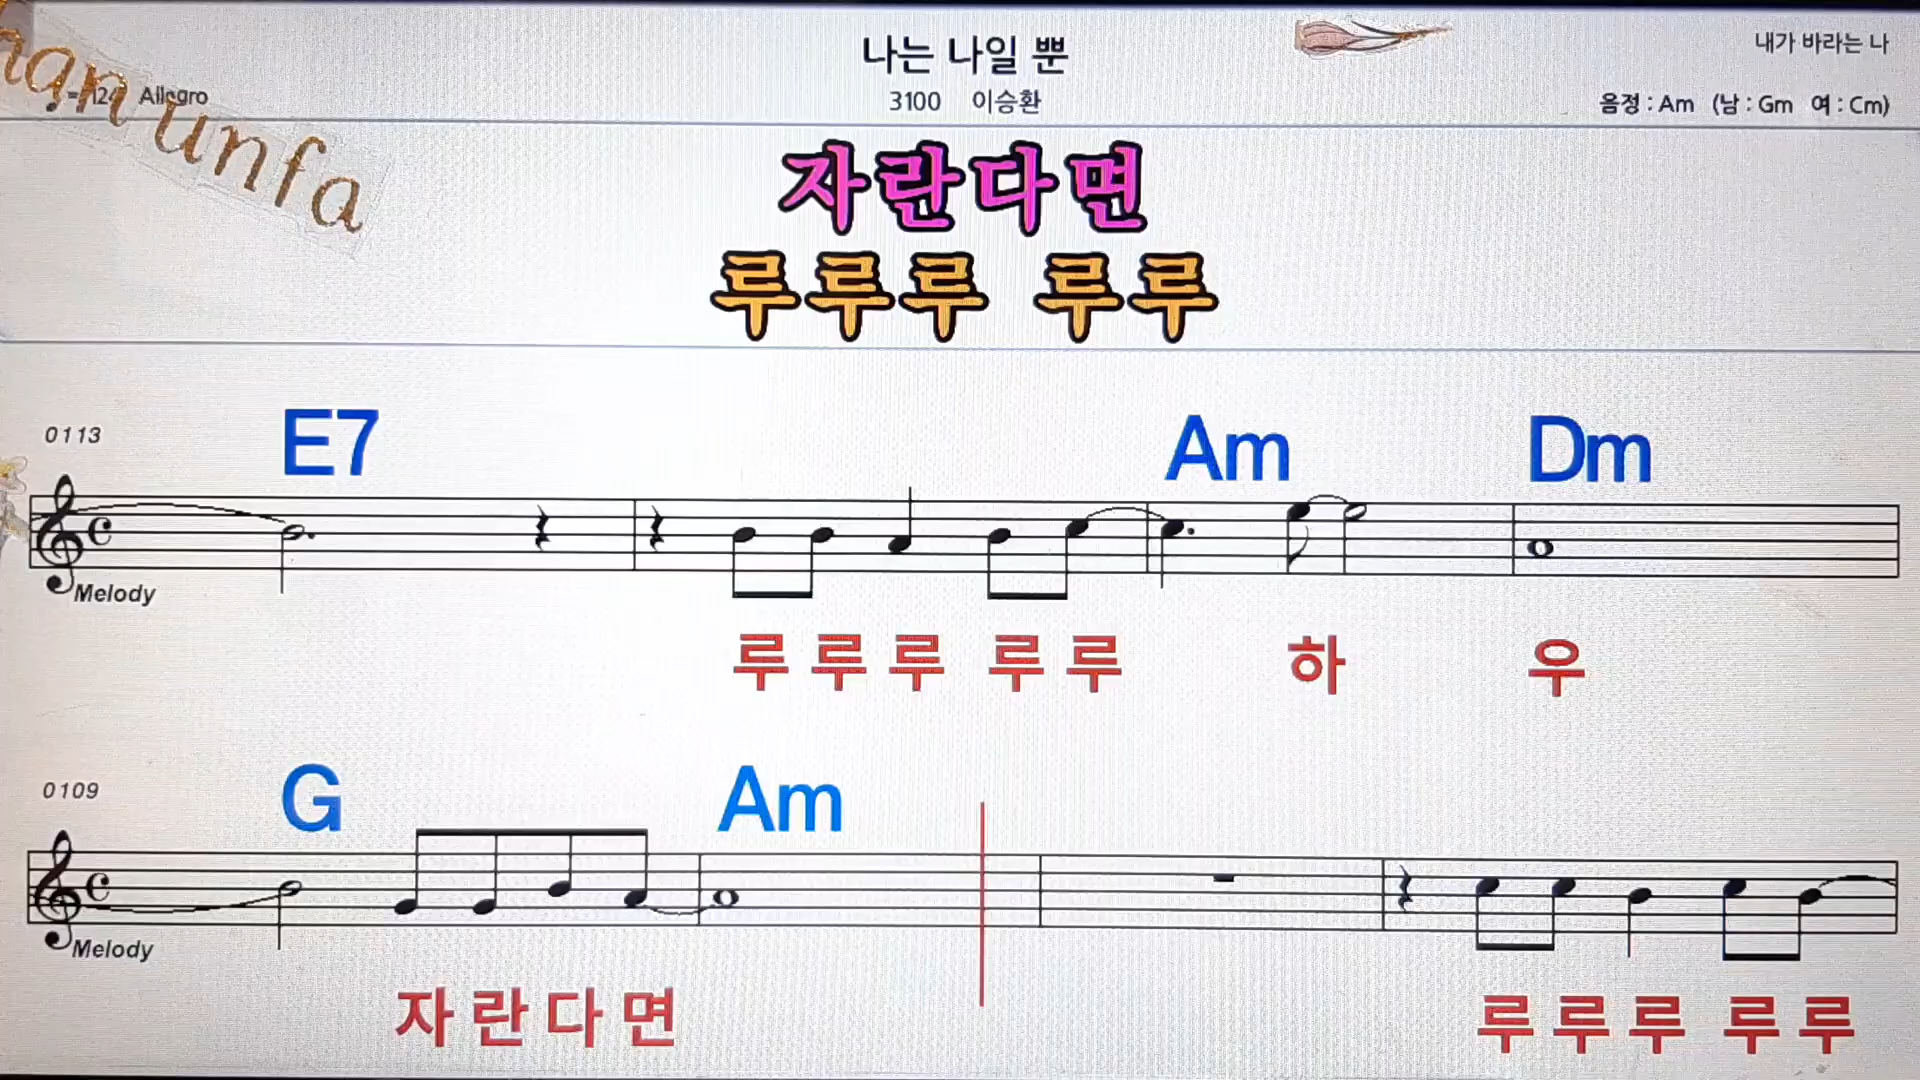 나는 나일 뿐
내가 바라는 나
3100 이승환
Allegro
음정 : Am (남 : Gm 여 : Cm)
unfa
자란다면
루루루 루루
0113
E7 Am Dm
Melody
루 루 루 루 루 하 우
0109
G Am
Melody
자 란 다 면 루 루 루 루 루